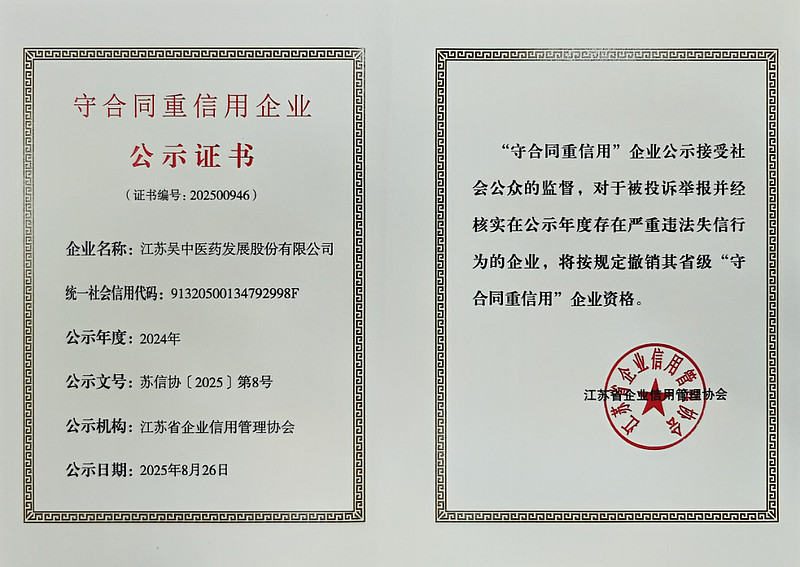 守合同重信用企业
公示证书
（证书编号：202500946）
企业名称：江苏吴中医药发展股份有限公司
统一社会信用代码：91320500134792998F
公示年度：2024年
公示文号：苏信协〔2025〕第8号
公示机构：江苏省企业信用管理协会
公示日期：2025年8月26日
“守合同重信用”企业公示接受社
会公众的监督，对于被投诉举报并经
核实在公示年度存在严重违法失信行
为的企业，将按规定撤销其省级“守
合同重信用”企业资格。
江苏省企业信用管理协会
江苏省企业信用管理协会